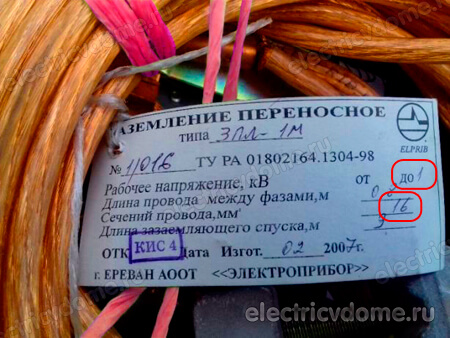 ЗАЗЕМЛЕНИЕ ПЕРЕНОСНОЕ
типа ЗПЛ-1М
ELPRIB
№ 1/016 ТУ РА 01802164.1304-98
Рабочее напряжение, кВ от до 1
Длина провода между фазами, м
Сечений провода, мм² 16
Длина заземляющего спуска, м 3
ОТК КИС 4 Дата Изгот. 02 2007г.
г. ЕРЕВАН АООТ «ЭЛЕКТРОПРИБОР»
electricvdome.ru